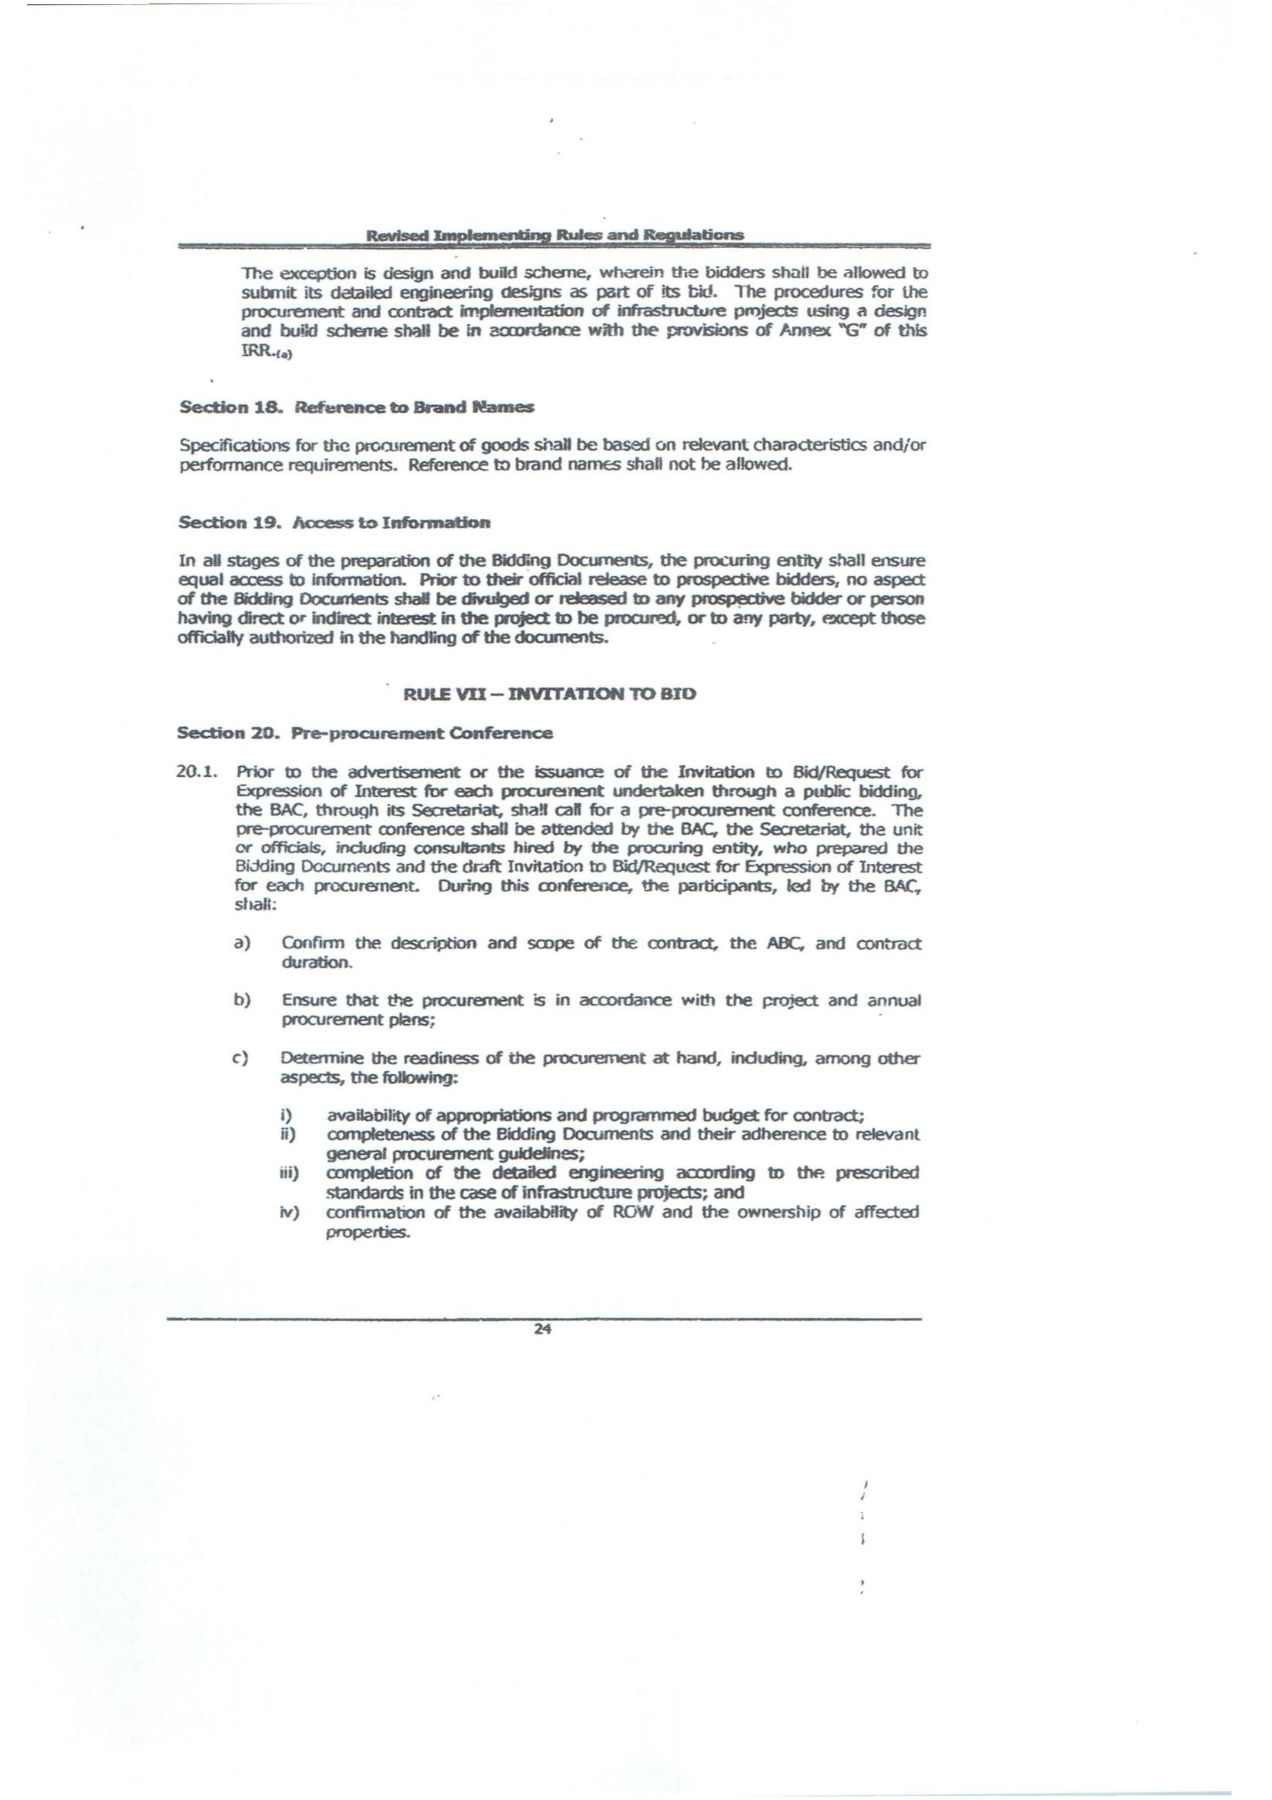 Revised Implementing Rules and Regulations
The exception is design and build scheme, wherein the bidders shall be allowed to
submit its detailed engineering designs as part of its bid. The procedures for the
procurement and contract implementation of infrastructure projects using a design
and build scheme shall be in accordance with the provisions of Annex "G" of this
IRR.(a)
Section 18. Reference to Brand Names
Specifications for the procurement of goods shall be based on relevant characteristics and/or
performance requirements. Reference to brand names shall not be allowed.
Section 19. Access to Information
In all stages of the preparation of the Bidding Documents, the procuring entity shall ensure
equal access to information. Prior to their official release to prospective bidders, no aspect
of the Bidding Documents shall be divulged or released to any prospective bidder or person
having direct or indirect interest in the project to be procured, or to any party, except those
officially authorized in the handling of the documents.
RULE VII – INVITATION TO BID
Section 20. Pre-procurement Conference
20.1. Prior to the advertisement or the issuance of the Invitation to Bid/Request for
Expression of Interest for each procurement undertaken through a public bidding,
the BAC, through its Secretariat, shall call for a pre-procurement conference. The
pre-procurement conference shall be attended by the BAC, the Secretariat, the unit
or officials, including consultants hired by the procuring entity, who prepared the
Bidding Documents and the draft Invitation to Bid/Request for Expression of Interest
for each procurement. During this conference, the participants, led by the BAC,
shall:
a) Confirm the description and scope of the contract, the ABC, and contract
duration.
b) Ensure that the procurement is in accordance with the project and annual
procurement plans;
c) Determine the readiness of the procurement at hand, including, among other
aspects, the following:
i) availability of appropriations and programmed budget for contract;
ii) completeness of the Bidding Documents and their adherence to relevant
general procurement guidelines;
iii) completion of the detailed engineering according to the prescribed
standards in the case of infrastructure projects; and
iv) confirmation of the availability of ROW and the ownership of affected
properties.
24